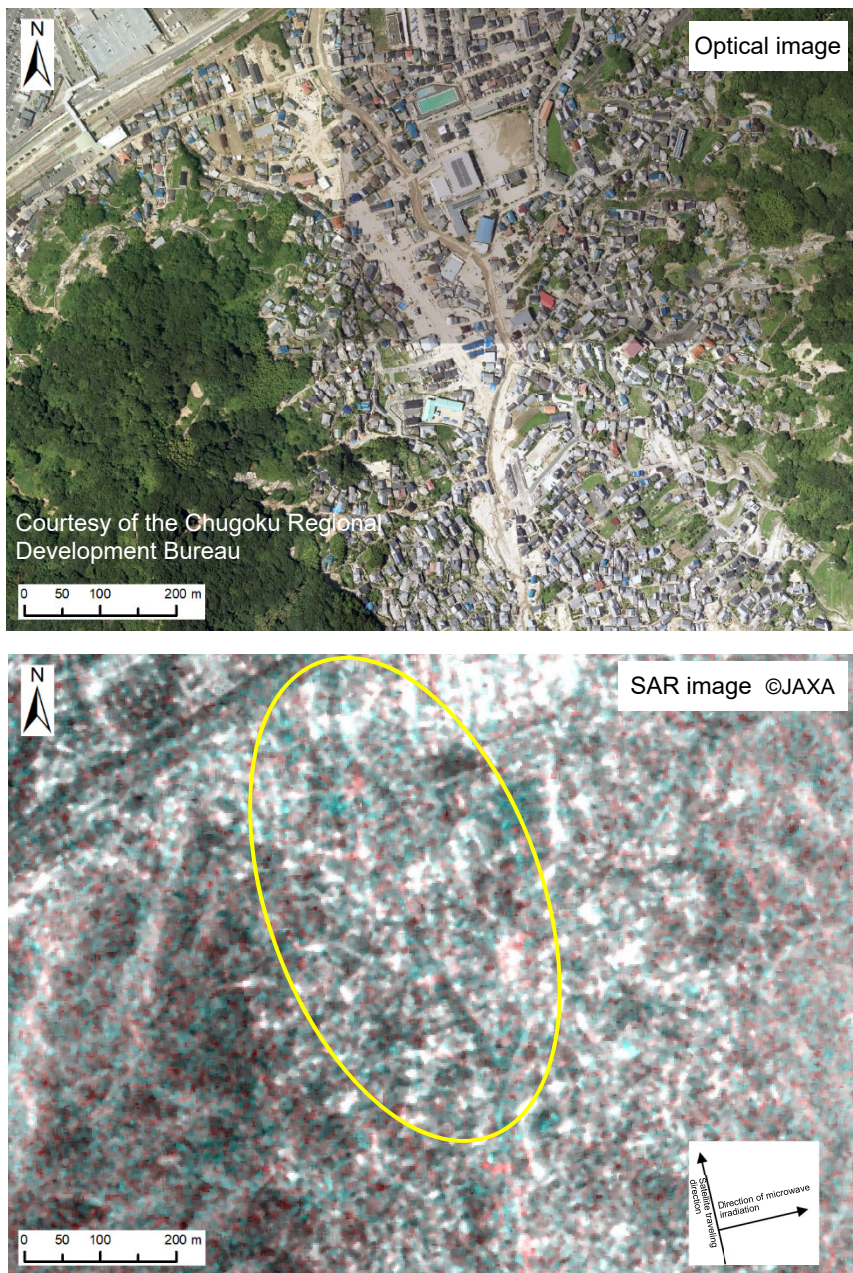 N
Optical image
Courtesy of the Chugoku Regional
Development Bureau
0 50 100 200 m
N
SAR image ©JAXA
Satellite traveling
direction
Direction of microwave
irradiation
0 50 100 200 m